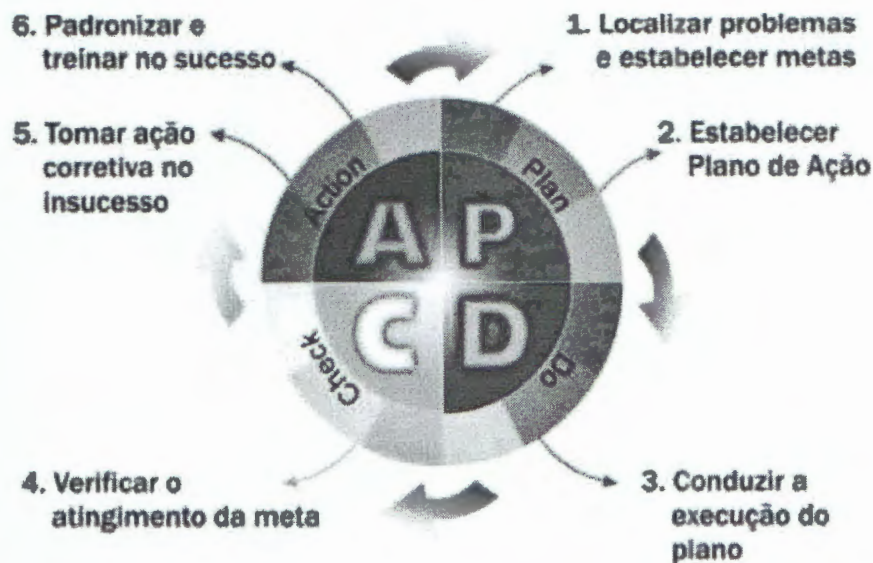 6. Padronizar e
treinar no sucesso
1. Localizar problemas
e estabelecer metas
5. Tomar ação
corretiva no
insucesso
2. Estabelecer
Plano de Ação
Action
Plan
A P
C D
Check
Do
4. Verificar o
atingimento da meta
3. Conduzir a
execução do
plano